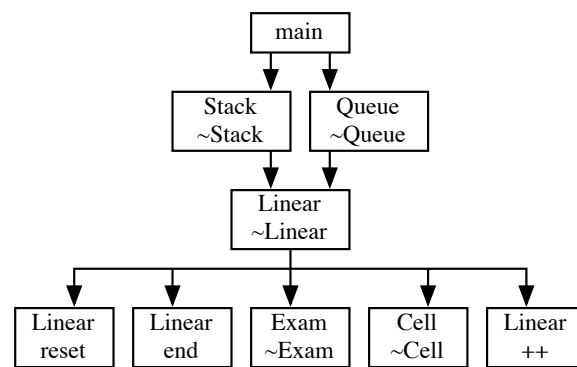 main
Stack
~Stack
Queue
~Queue
Linear
~Linear
Linear
reset
Linear
end
Exam
~Exam
Cell
~Cell
Linear
++